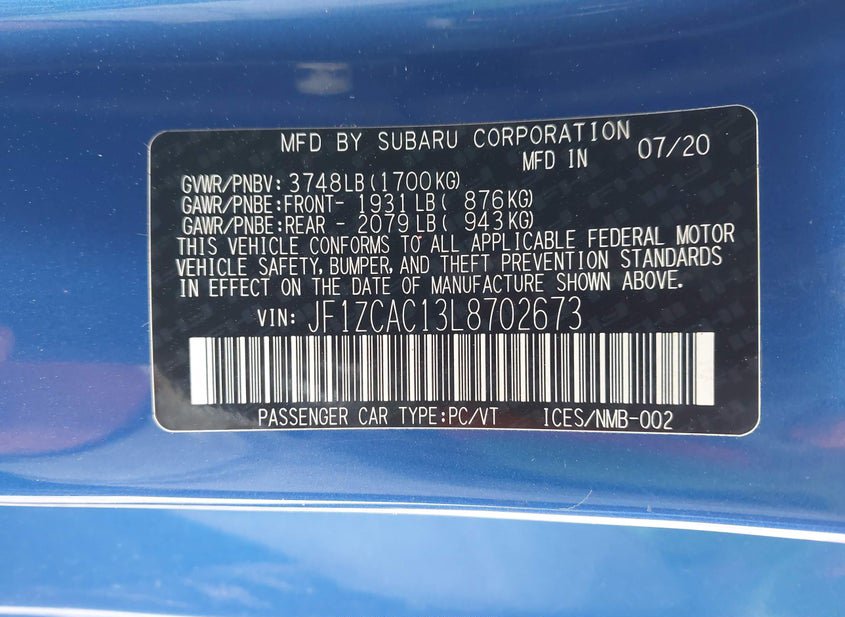 MFD BY SUBARU CORPORATION
MFD IN 07/20
GVWR/PNBV: 3748LB(1700KG)
GAWR/PNBE:FRONT- 1931LB( 876KG)
GAWR/PNBE:REAR - 2079LB( 943KG)
THIS VEHICLE CONFORMS TO ALL APPLICABLE FEDERAL MOTOR
VEHICLE SAFETY, BUMPER, AND THEFT PREVENTION STANDARDS
IN EFFECT ON THE DATE OF MANUFACTURE SHOWN ABOVE.
VIN: JF1ZCAC13L8702673
PASSENGER CAR TYPE:PC/VT ICES/NMB-002